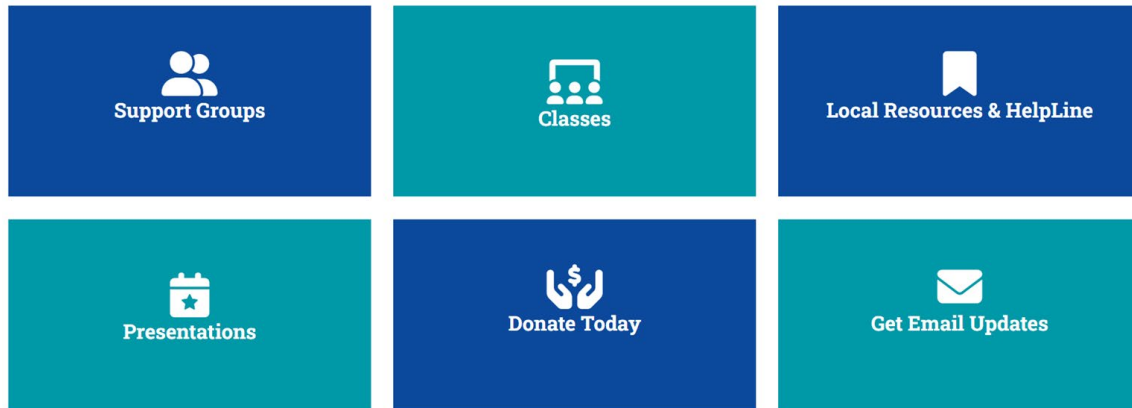 Support Groups
Classes
Local Resources & HelpLine
Presentations
$
Donate Today
Get Email Updates